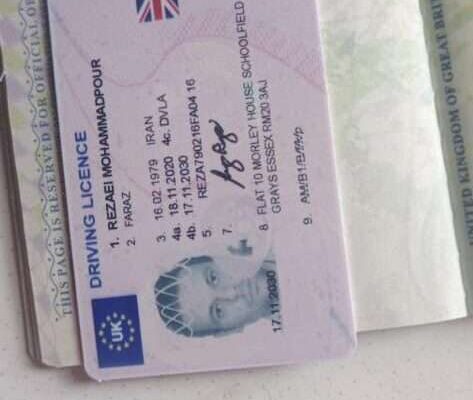 THIS PAGE IS RESERVED FOR OFFICIAL
UK
DRIVING LICENCE
1. REZAEI MOHAMMADPOUR
2. FARAZ
3. 16.02.1979 IRAN
4a. 18.11.2020 4c. DVLA
4b. 17.11.2030
5. REZA790216FA04 16
7.
8. FLAT 10 MORLEY HOUSE SCHOOLFIELD
GRAYS ESSEX RM20 3AJ
9. AM/B1/B
17.11.2030
KINGDOM OF GREAT